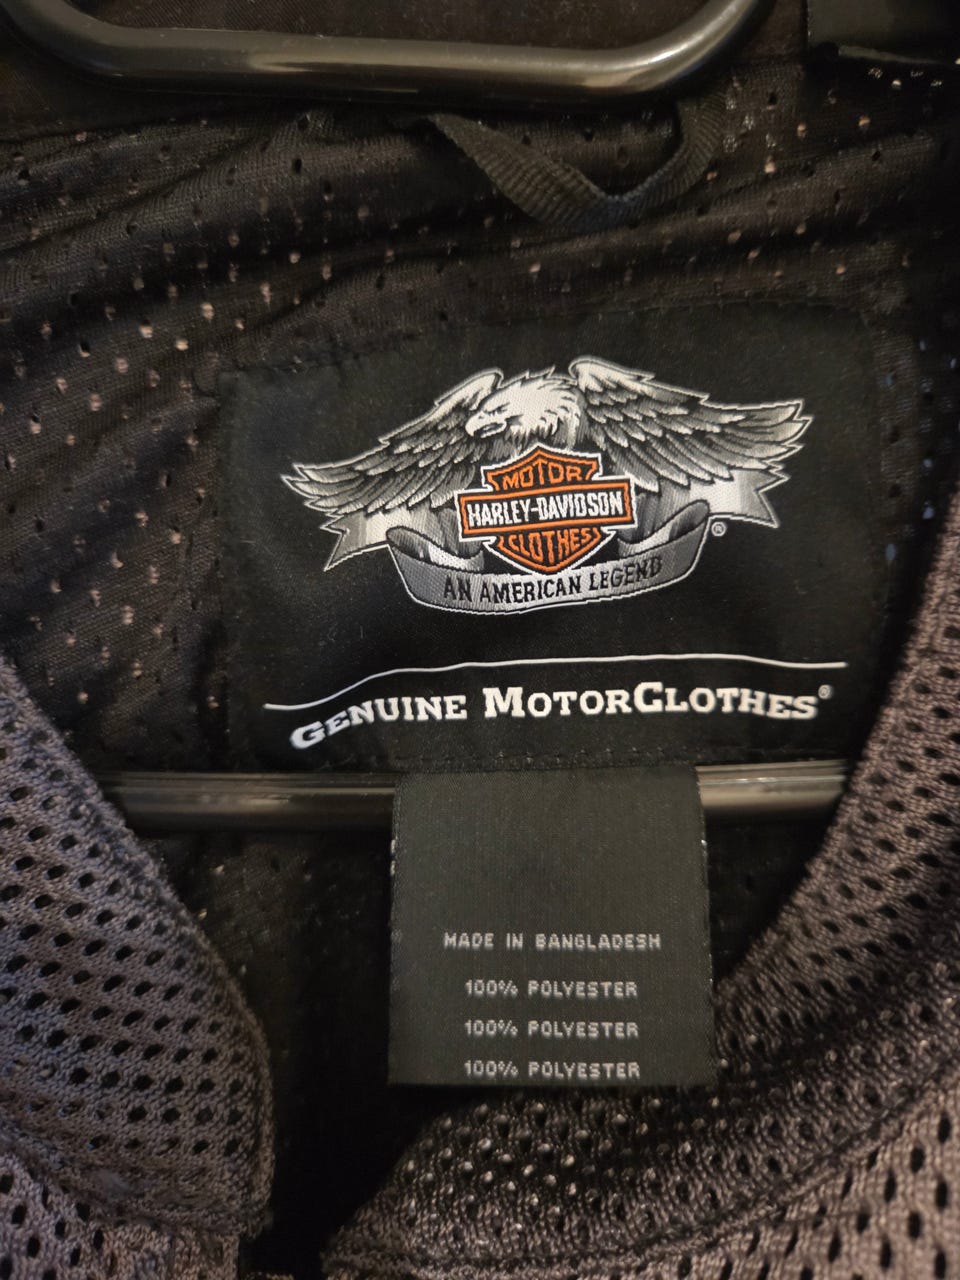 MOTOR
HARLEY-DAVIDSON
CLOTHES
®
AN AMERICAN LEGEND
GENUINE MOTORCLOTHES®
MADE IN BANGLADESH
100% POLYESTER
100% POLYESTER
100% POLYESTER